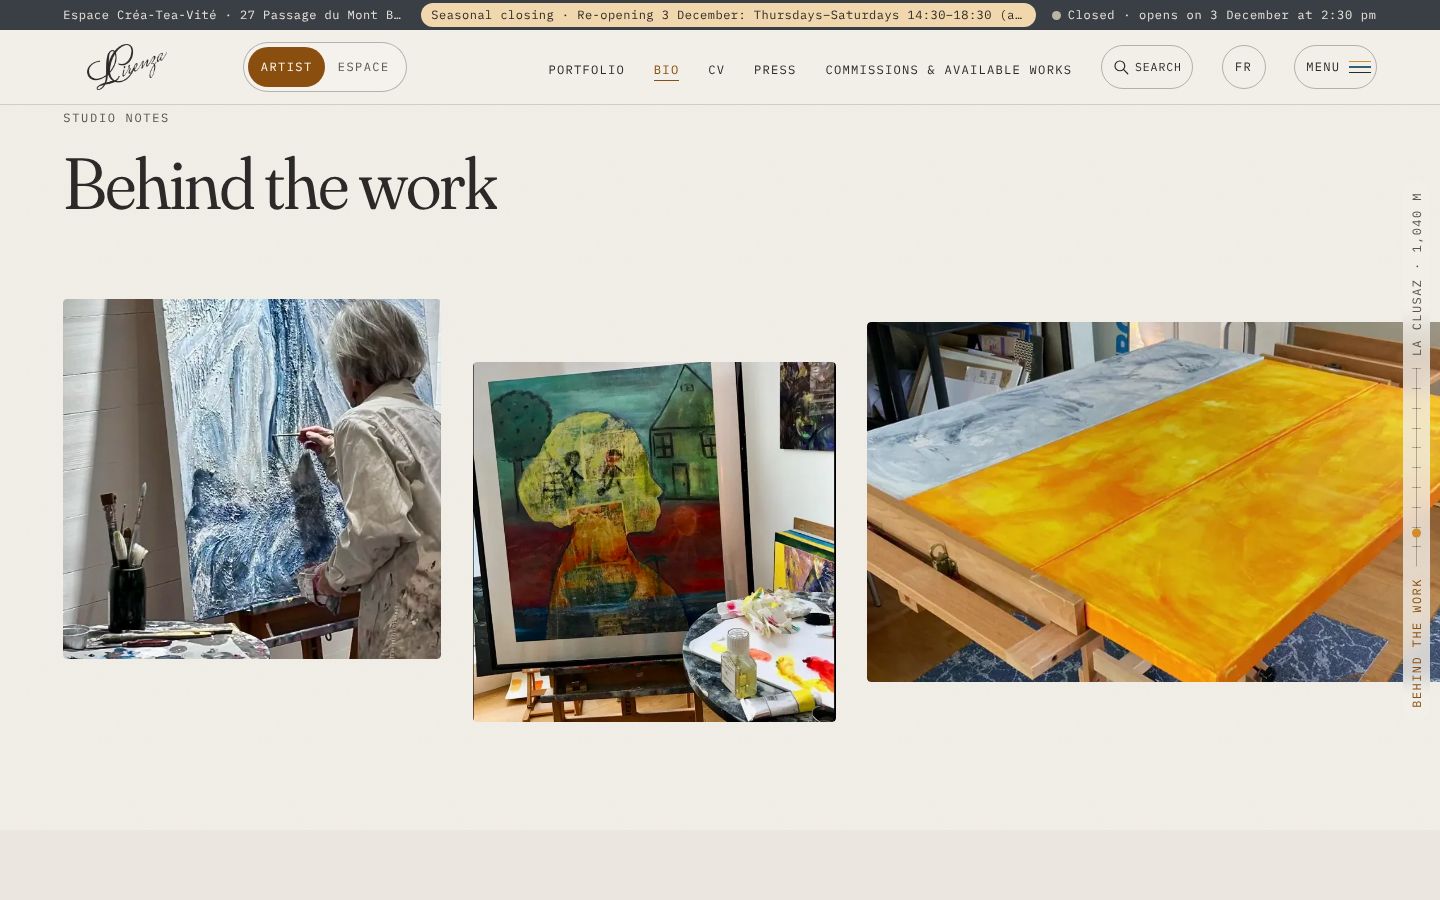 Espace Créa-Tea-Vité · 27 Passage du Mont B…
Seasonal closing · Re-opening 3 December: Thursdays–Saturdays 14:30–18:30 (a…
Closed · opens on 3 December at 2:30 pm
Lirenza
ARTIST
ESPACE
PORTFOLIO
BIO
CV
PRESS
COMMISSIONS & AVAILABLE WORKS
SEARCH
FR
MENU
STUDIO NOTES
Behind the work
LA CLUSAZ · 1,040 M
BEHIND THE WORK